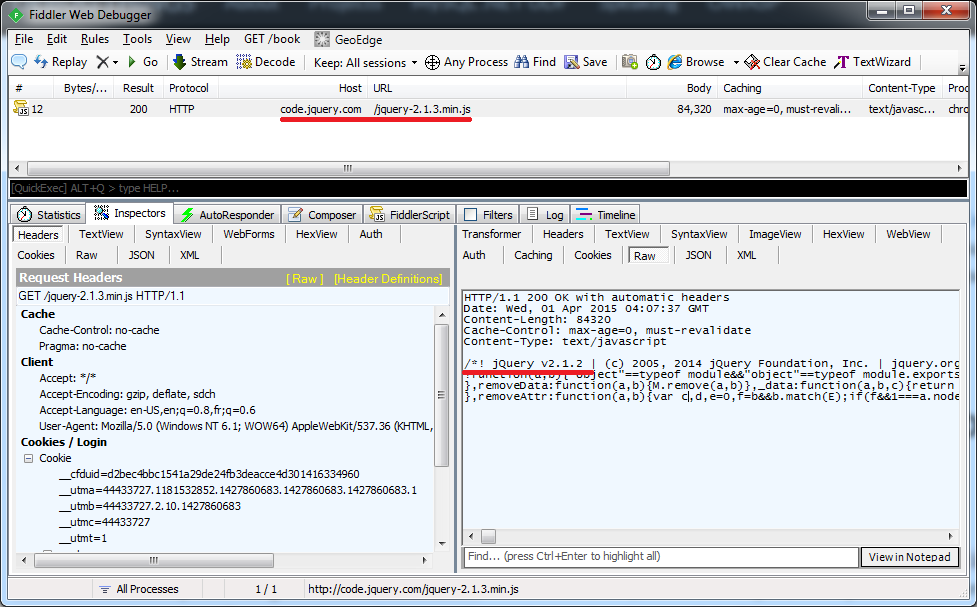 Fiddler Web Debugger
File Edit Rules Tools View Help GET /book GeoEdge
Replay Go Stream Decode Keep: All sessions Any Process Find Save Browse Clear Cache TextWizard
# Bytes/... Result Protocol Host URL Body Caching Content-Type Proc
12 200 HTTP code.jquery.com /jquery-2.1.3.min.js 84,320 max-age=0, must-revali... text/javasc... chro
[QuickExec] ALT+Q > type HELP...
Statistics Inspectors AutoResponder Composer FiddlerScript Filters Log Timeline
Headers TextView SyntaxView WebForms HexView Auth
Cookies Raw JSON XML
Request Headers [ Raw ] [Header Definitions]
GET /jquery-2.1.3.min.js HTTP/1.1
Cache
Cache-Control: no-cache
Pragma: no-cache
Client
Accept: */*
Accept-Encoding: gzip, deflate, sdch
Accept-Language: en-US,en;q=0.8,fr;q=0.6
User-Agent: Mozilla/5.0 (Windows NT 6.1; WOW64) AppleWebKit/537.36 (KHTML,
Cookies / Login
Cookie
__cfduid=d2bec4bbc1541a29de24fb3deacce4d301416334960
__utma=44433727.1181532852.1427860683.1427860683.1427860683.1
__utmb=44433727.2.10.1427860683
__utmc=44433727
__utmt=1
Transformer Headers TextView SyntaxView ImageView HexView WebView
Auth Caching Cookies Raw JSON XML
HTTP/1.1 200 OK with automatic headers
Date: Wed, 01 Apr 2015 04:07:37 GMT
Content-Length: 84320
Cache-Control: max-age=0, must-revalidate
Content-Type: text/javascript
/*! jQuery v2.1.2 | (c) 2005, 2014 jQuery Foundation, Inc. | jquery.org
!function(a,b){"object"==typeof module&&"object"==typeof module.exports
},removeData:function(a,b){M.remove(a,b)},_data:function(a,b,c){return
},removeAttr:function(a,b){var c,d,e=0,f=b&&b.match(E);if(f&&1===a.node
Find... (press Ctrl+Enter to highlight all) View in Notepad
All Processes 1 / 1 http://code.jquery.com/jquery-2.1.3.min.js